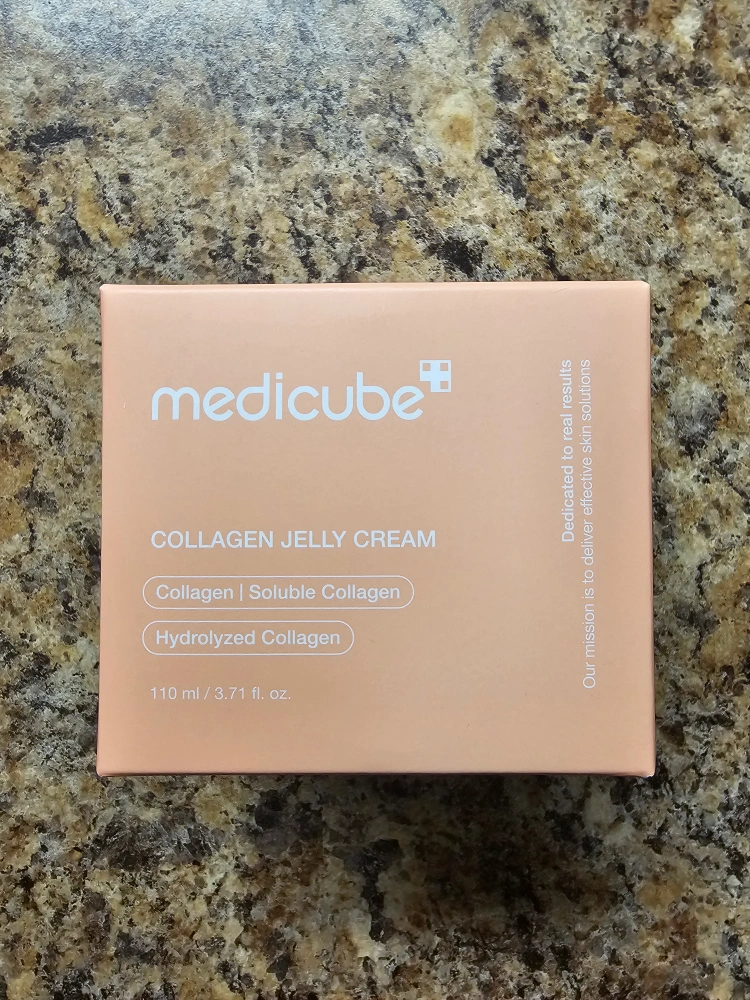 medicube
COLLAGEN JELLY CREAM
Collagen | Soluble Collagen
Hydrolyzed Collagen
110 ml / 3.71 fl. oz.
Dedicated to real results
Our mission is to deliver effective skin solutions